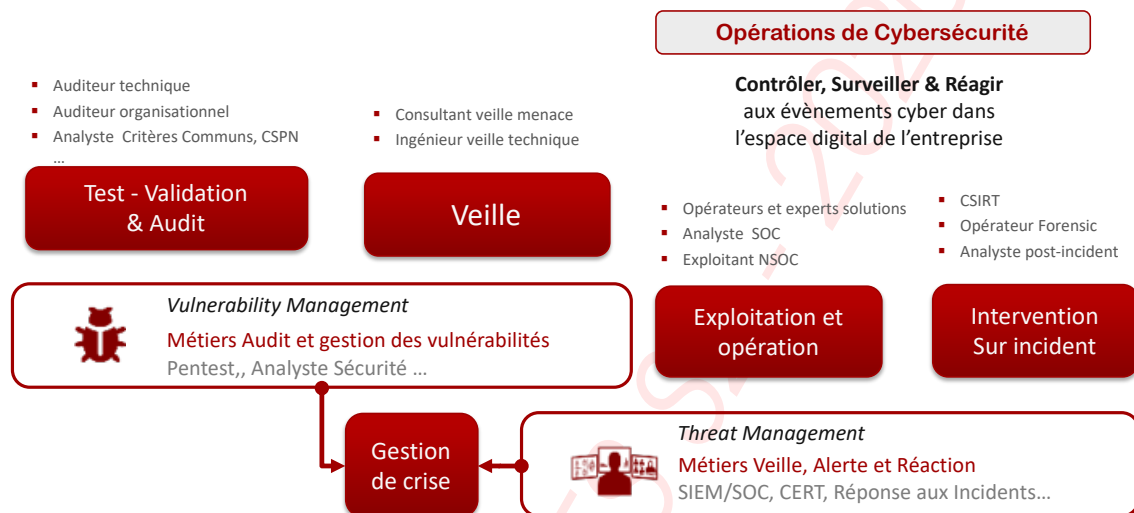 Opérations de Cybersécurité
Contrôler, Surveiller & Réagir
aux évènements cyber dans
l'espace digital de l'entreprise
▪ Auditeur technique
▪ Auditeur organisationnel
▪ Analyste Critères Communs, CSPN
...
Test - Validation
& Audit
▪ Consultant veille menace
▪ Ingénieur veille technique
Veille
▪ Opérateurs et experts solutions
▪ Analyste SOC
▪ Exploitant NSOC
Exploitation et
opération
▪ CSIRT
▪ Opérateur Forensic
▪ Analyste post-incident
Intervention
Sur incident
Vulnerability Management
Métiers Audit et gestion des vulnérabilités
Pentest,, Analyste Sécurité ...
Gestion
de crise
Threat Management
Métiers Veille, Alerte et Réaction
SIEM/SOC, CERT, Réponse aux Incidents...